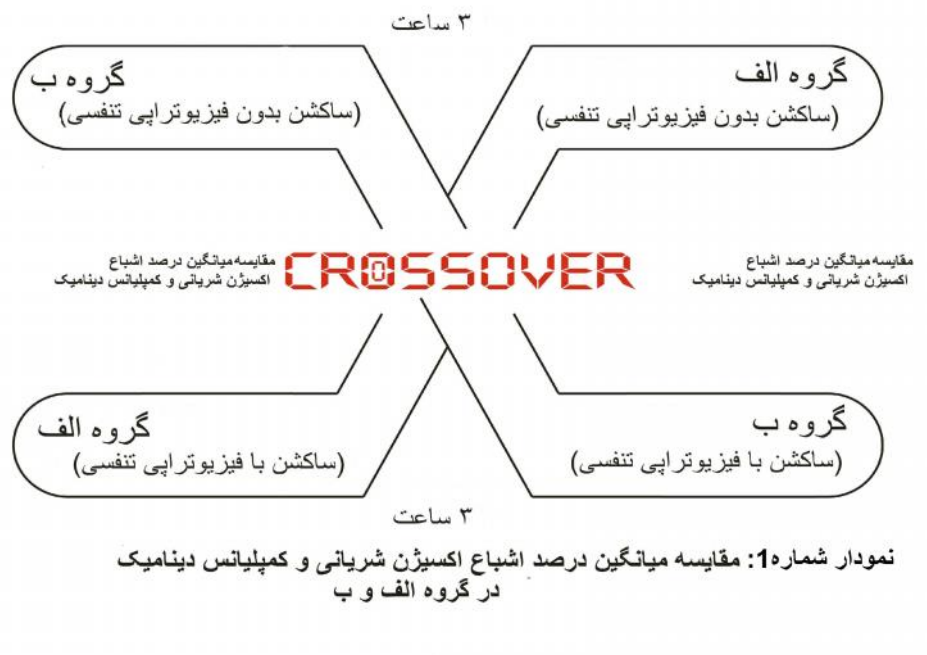 ۳ ساعت
گروه الف
(ساکشن بدون فیزیوتراپی تنفسی)
گروه ب
(ساکشن بدون فیزیوتراپی تنفسی)
مقایسه میانگین درصد اشباع
اکسیژن شریانی و کمپلیانس دینامیک
CROSSOVER
مقایسه میانگین درصد اشباع
اکسیژن شریانی و کمپلیانس دینامیک
گروه ب
(ساکشن با فیزیوتراپی تنفسی)
گروه الف
(ساکشن با فیزیوتراپی تنفسی)
۳ ساعت
نمودار شماره1: مقایسه میانگین درصد اشباع اکسیژن شریانی و کمپلیانس دینامیک
در گروه الف و ب